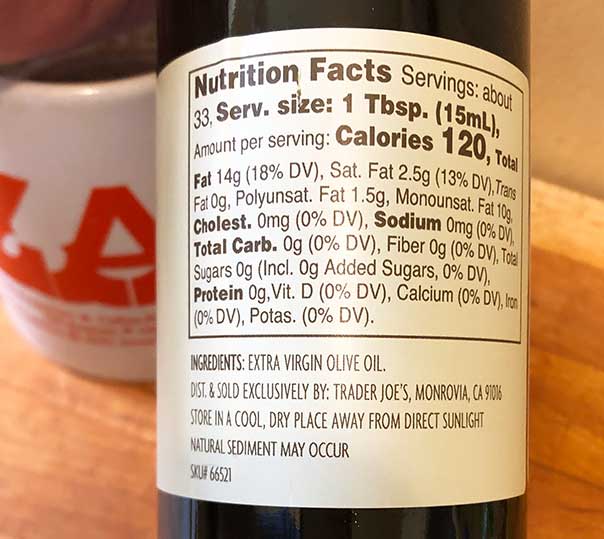 Nutrition Facts Servings: about
33, Serv. size: 1 Tbsp. (15mL),
Amount per serving: Calories 120, Total
Fat 14g (18% DV), Sat. Fat 2.5g (13% DV), Trans
Fat 0g, Polyunsat. Fat 1.5g, Monounsat. Fat 10g,
Cholest. 0mg (0% DV), Sodium 0mg (0% DV),
Total Carb. 0g (0% DV), Fiber 0g (0% DV), Total
Sugars 0g (Incl. 0g Added Sugars, 0% DV),
Protein 0g, Vit. D (0% DV), Calcium (0% DV), Iron
(0% DV), Potas. (0% DV).
INGREDIENTS: EXTRA VIRGIN OLIVE OIL.
DIST. & SOLD EXCLUSIVELY BY: TRADER JOE'S, MONROVIA, CA 91016
STORE IN A COOL, DRY PLACE AWAY FROM DIRECT SUNLIGHT
NATURAL SEDIMENT MAY OCCUR
SKU# 66521